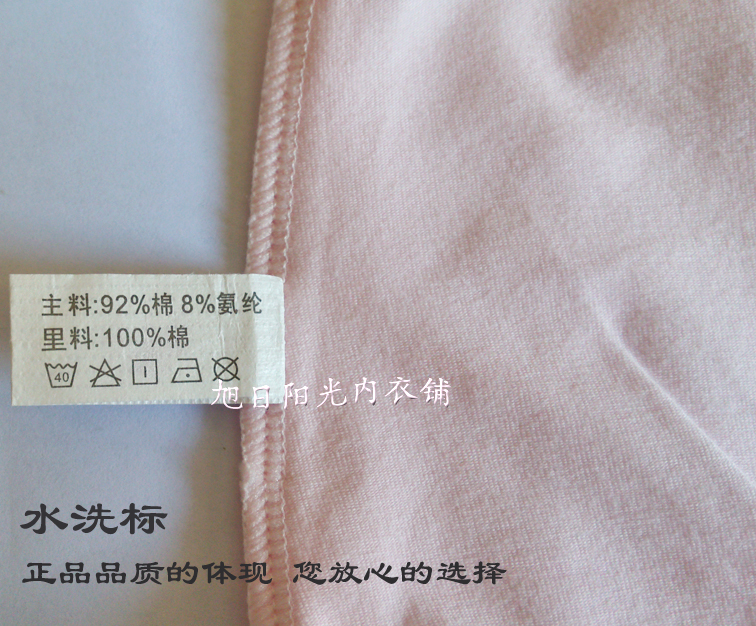 主料:92%棉 8%氨纶
里料:100%棉
40
旭日阳光内衣铺
水洗标
正品品质的体现 您放心的选择